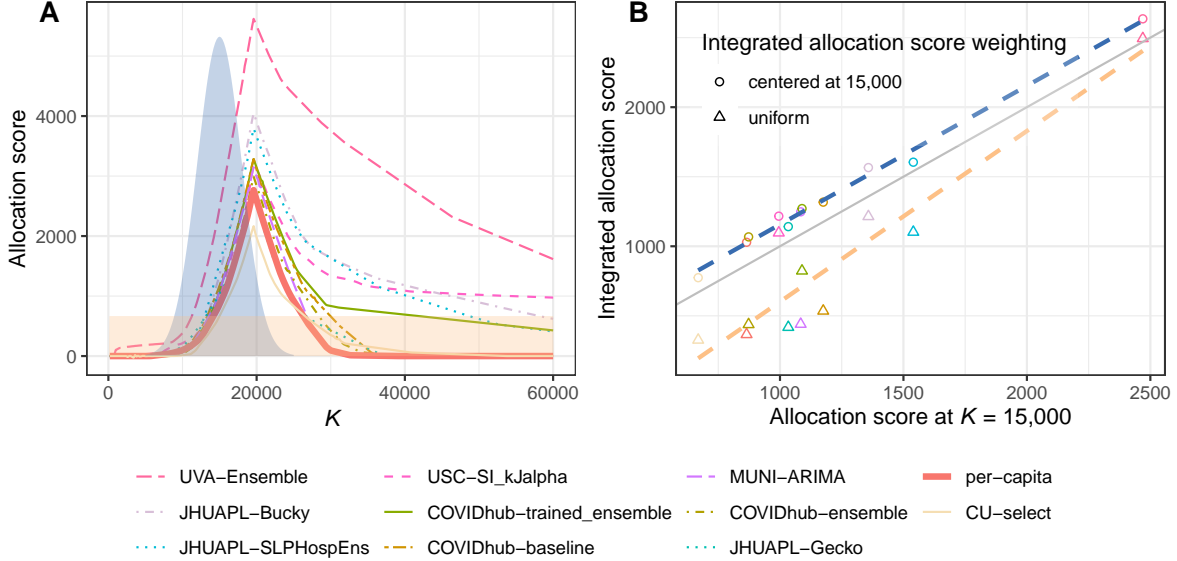 A
Allocation score
4000
2000
0
0
20000
40000
60000
K
B
Integrated allocation score
2000
1000
Integrated allocation score weighting
centered at 15,000
uniform
1000
1500
2000
2500
Allocation score at K = 15,000
UVA−Ensemble
USC−SI_kJalpha
MUNI−ARIMA
per−capita
JHUAPL−Bucky
COVIDhub−trained_ensemble
COVIDhub−ensemble
CU−select
JHUAPL−SLPHospEns
COVIDhub−baseline
JHUAPL−Gecko